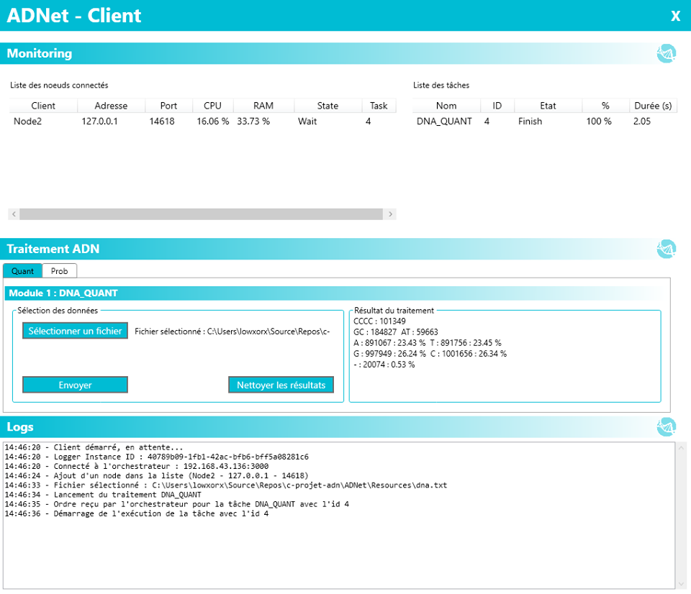 ADNet - Client X
Monitoring
Liste des noeuds connectés
Client Adresse Port CPU RAM State Task
Node2 127.0.0.1 14618 16.06 % 33.73 % Wait 4
Liste des tâches
Nom ID Etat % Durée (s)
DNA_QUANT 4 Finish 100 % 2.05
Traitement ADN
Quant Prob
Module 1 : DNA_QUANT
Sélection des données
Sélectionner un fichier Fichier sélectionné : C:\Users\lowxorx\Source\Repos\c-
Envoyer Nettoyer les résultats
Résultat du traitement
CCCC : 101349
GC : 184827 AT : 59663
A : 891067 : 23.43 % T : 891756 : 23.45 %
G : 997949 : 26.24 % C : 1001656 : 26.34 %
- : 20074 : 0.53 %
Logs
14:46:20 - Client démarré, en attente...
14:46:20 - Logger Instance ID : 40789b09-1fb1-42ac-bfb6-bff5a08281c6
14:46:20 - Connecté à l'orchestrateur : 192.168.43.136:3000
14:46:24 - Ajout d'un node dans la liste (Node2 - 127.0.0.1 - 14618)
14:46:33 - Fichier sélectionné : C:\Users\lowxorx\Source\Repos\c-projet-adn\ADNet\Resources\dna.txt
14:46:34 - Lancement du traitement DNA_QUANT
14:46:35 - Ordre reçu par l'orchestrateur pour la tâche DNA_QUANT avec l'id 4
14:46:36 - Démarrage de l'exécution de la tâche avec l'id 4